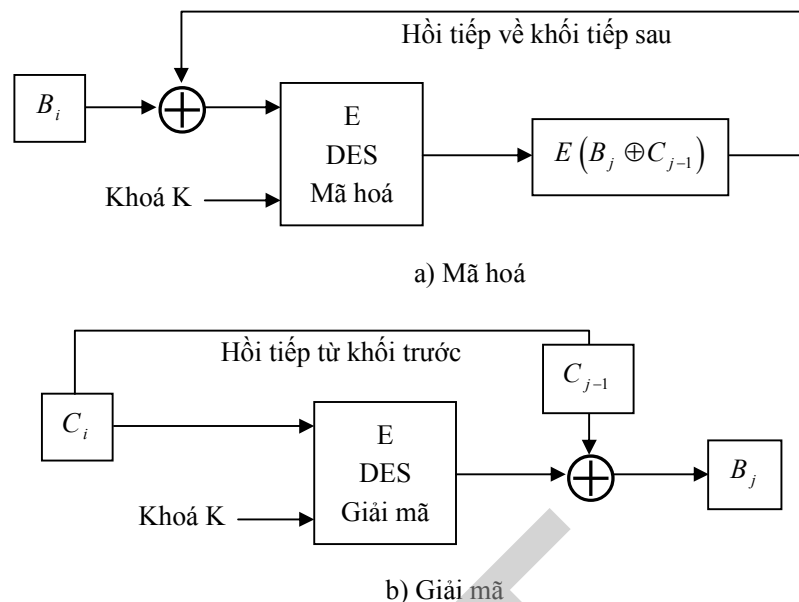 Hồi tiếp về khối tiếp sau
B_i
E
DES
Mã hoá
E(B_j ⊕ C_{j-1})
Khoá K
a) Mã hoá
Hồi tiếp từ khối trước
C_{j-1}
C_i
E
DES
Giải mã
B_j
Khoá K
b) Giải mã